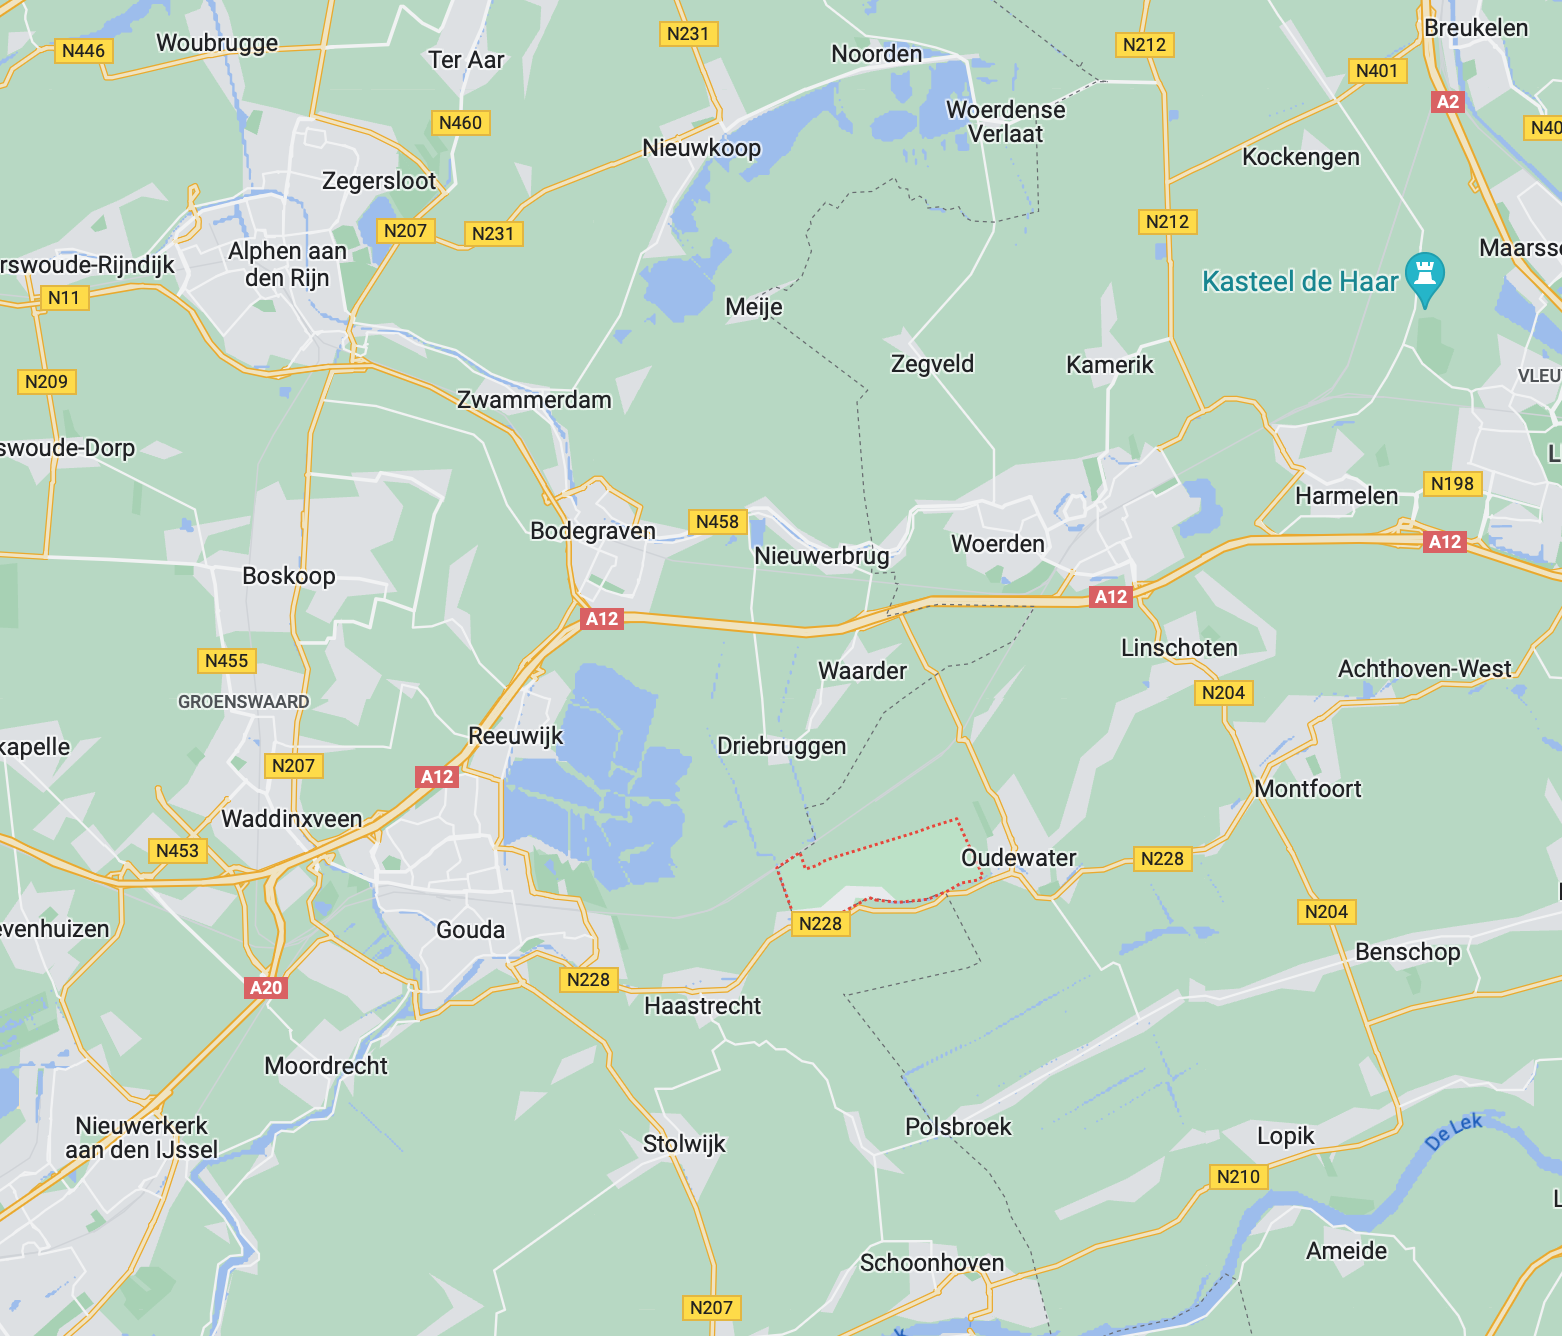 Breukelen
N446
Woubrugge
N231
N212
Ter Aar
Noorden
N401
A2
N460
Woerdense
Verlaat
N40
Nieuwkoop
Kockengen
Zegersloot
N207
N231
N212
Alphen aan
den Rijn
rswoude-Rijndijk
Maarss
Kasteel de Haar
N11
Meije
Zegveld
Kamerik
N209
VLEU
Zwammerdam
swoude-Dorp
L
N198
Harmelen
N458
Bodegraven
Nieuwerbrug
Woerden
A12
Boskoop
A12
A12
Linschoten
N455
Waarder
Achthoven-West
N204
GROENSWAARD
Reeuwijk
Driebruggen
kapelle
N207
A12
Montfoort
Waddinxveen
N453
Oudewater
N228
N204
N228
Gouda
evenhuizen
Benschop
N228
A20
Haastrecht
Moordrecht
Nieuwerkerk
aan den IJssel
Polsbroek
De Lek
Stolwijk
Lopik
N210
L
Ameide
Schoonhoven
N207
k